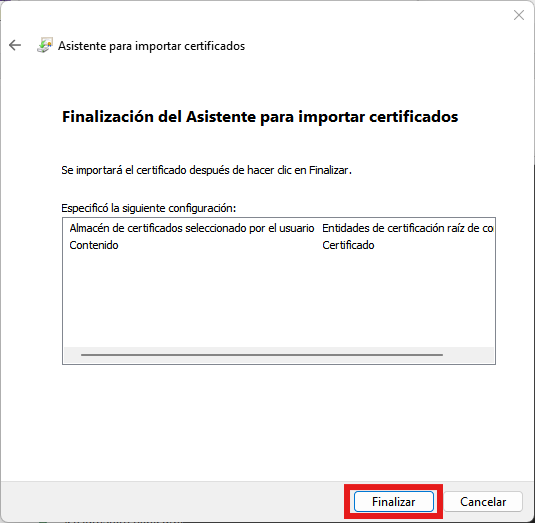 Asistente para importar certificados
Finalización del Asistente para importar certificados
Se importará el certificado después de hacer clic en Finalizar.
Especificó la siguiente configuración:
Almacén de certificados seleccionado por el usuario Entidades de certificación raíz de co
Contenido Certificado
Finalizar Cancelar